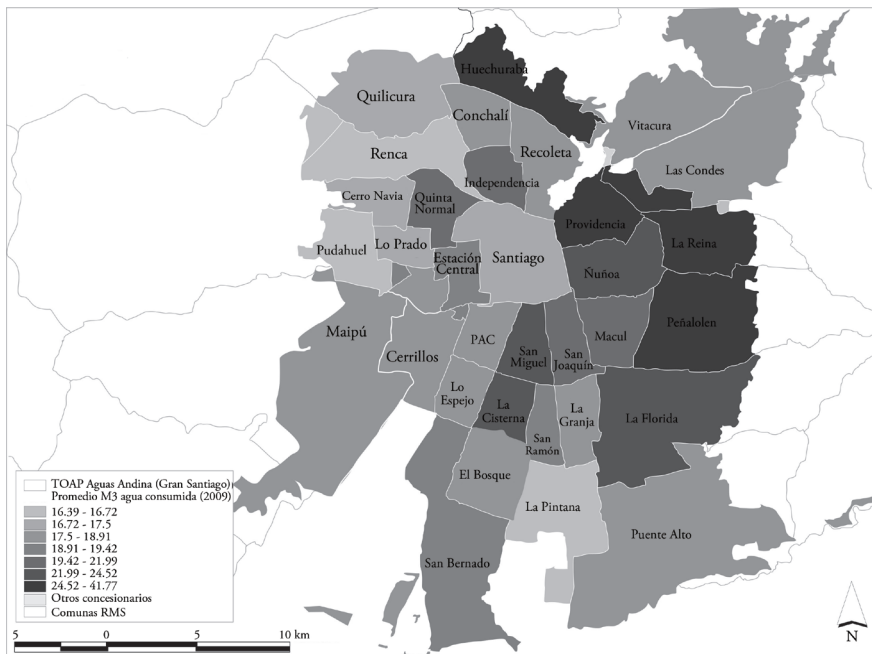 Huechuraba
Quilicura
Conchalí
Vitacura
Renca
Recoleta
Las Condes
Independencia
Cerro Navia
Quinta
Normal
Providencia
La Reina
Pudahuel
Lo Prado
Estación
Central
Santiago
Ñuñoa
Maipú
Peñalolen
PAC
Macul
Cerrillos
San
Miguel
San
Joaquín
Lo
Espejo
La
Cisterna
La
Granja
La Florida
San
Ramón
El Bosque
La Pintana
Puente Alto
San Bernado
TOAP Aguas Andina (Gran Santiago)
Promedio M3 agua consumida (2009)
16.39 - 16.72
16.72 - 17.5
17.5 - 18.91
18.91 - 19.42
19.42 - 21.99
21.99 - 24.52
24.52 - 41.77
Otros concesionarios
Comunas RMS
5 0 5 10 km
N